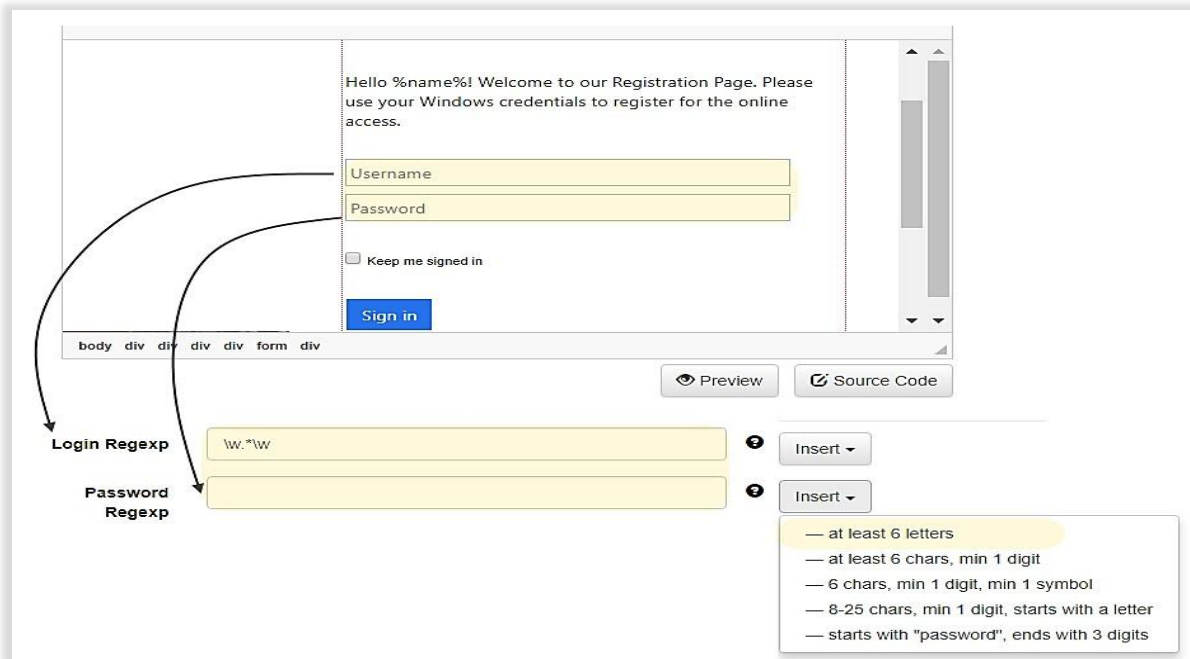 Hello %name%! Welcome to our Registration Page. Please
use your Windows credentials to register for the online
access.
Username
Password
Keep me signed in
Sign in
body div div div div form div
Preview
Source Code
Login Regexp
\w.*\w
Insert
Password
Regexp
Insert
— at least 6 letters
— at least 6 chars, min 1 digit
— 6 chars, min 1 digit, min 1 symbol
— 8-25 chars, min 1 digit, starts with a letter
— starts with "password", ends with 3 digits